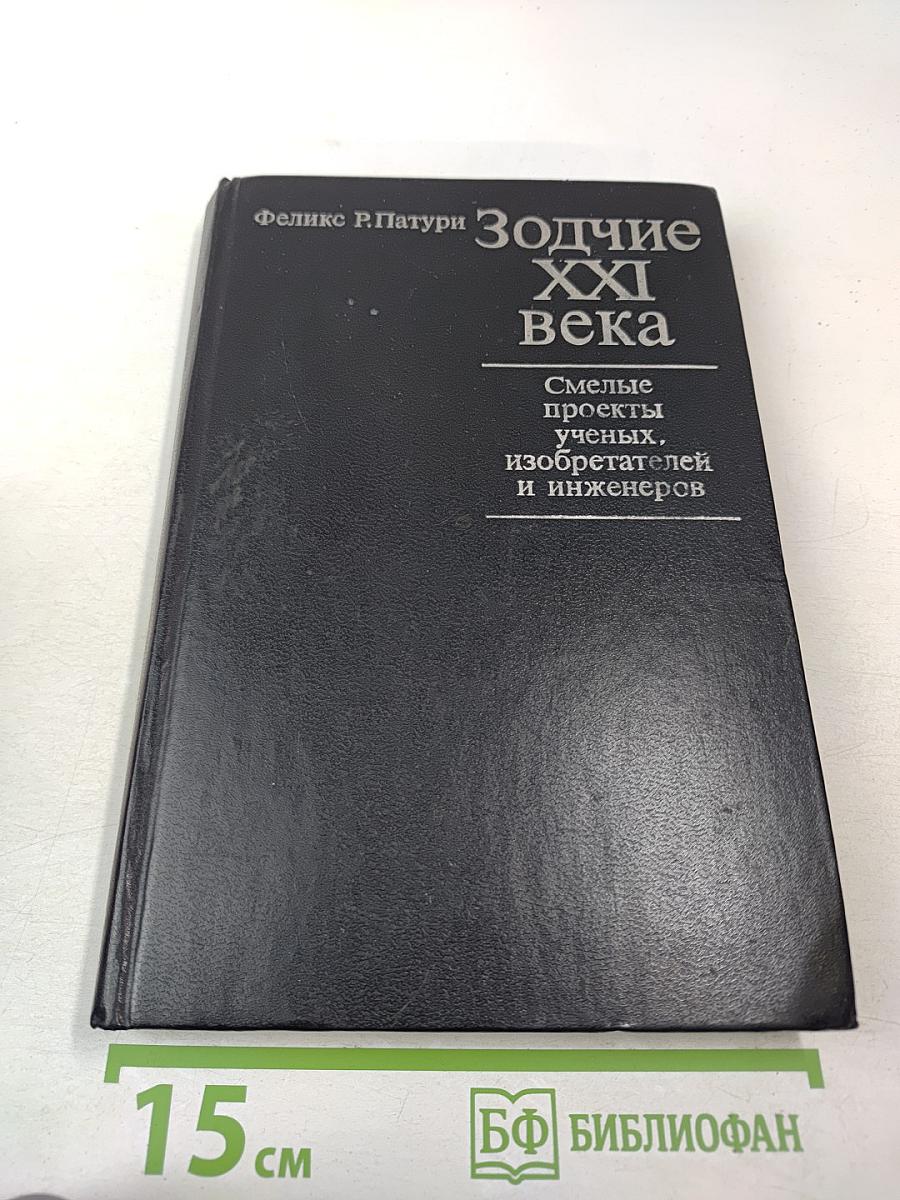 Феликс Р.Патури
Зодчие
XXI
века
Смелые
проекты
ученых,
изобретателей
и инженеров
15 см
БФ БИБЛИОФАН